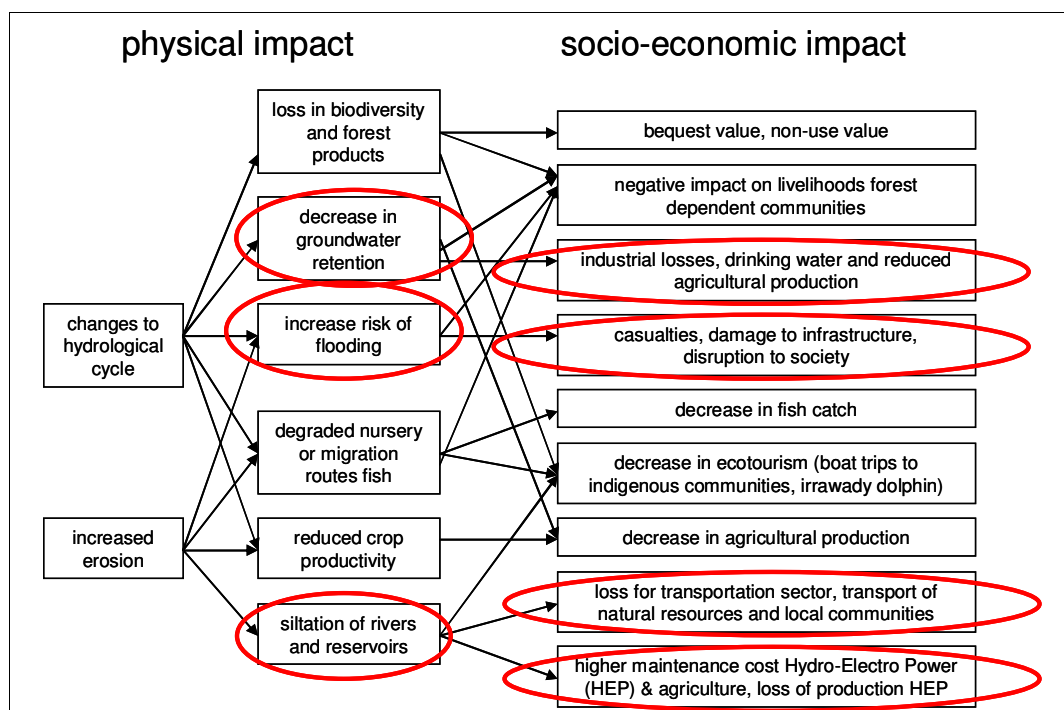 physical impact
socio-economic impact
loss in biodiversity
and forest
products
decrease in
groundwater
retention
changes to
hydrological
cycle
increase risk of
flooding
degraded nursery
or migration
routes fish
increased
erosion
reduced crop
productivity
siltation of rivers
and reservoirs
bequest value, non-use value
negative impact on livelihoods forest
dependent communities
industrial losses, drinking water and reduced
agricultural production
casualties, damage to infrastructure,
disruption to society
decrease in fish catch
decrease in ecotourism (boat trips to
indigenous communities, irrawady dolphin)
decrease in agricultural production
loss for transportation sector, transport of
natural resources and local communities
higher maintenance cost Hydro-Electro Power
(HEP) & agriculture, loss of production HEP